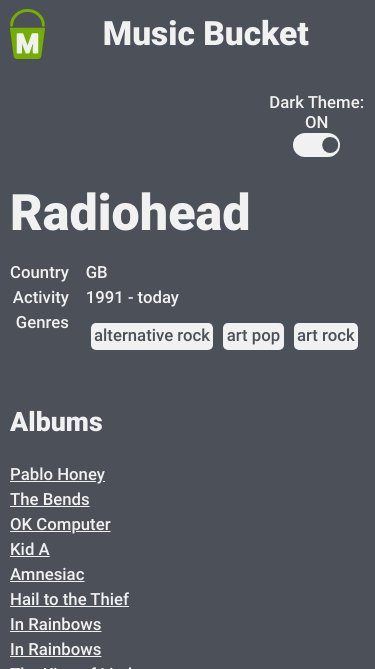 M
Music Bucket
Dark Theme:
ON
Radiohead
Country GB
Activity 1991 - today
Genres
alternative rock art pop art rock
Albums
Pablo Honey
The Bends
OK Computer
Kid A
Amnesiac
Hail to the Thief
In Rainbows
In Rainbows